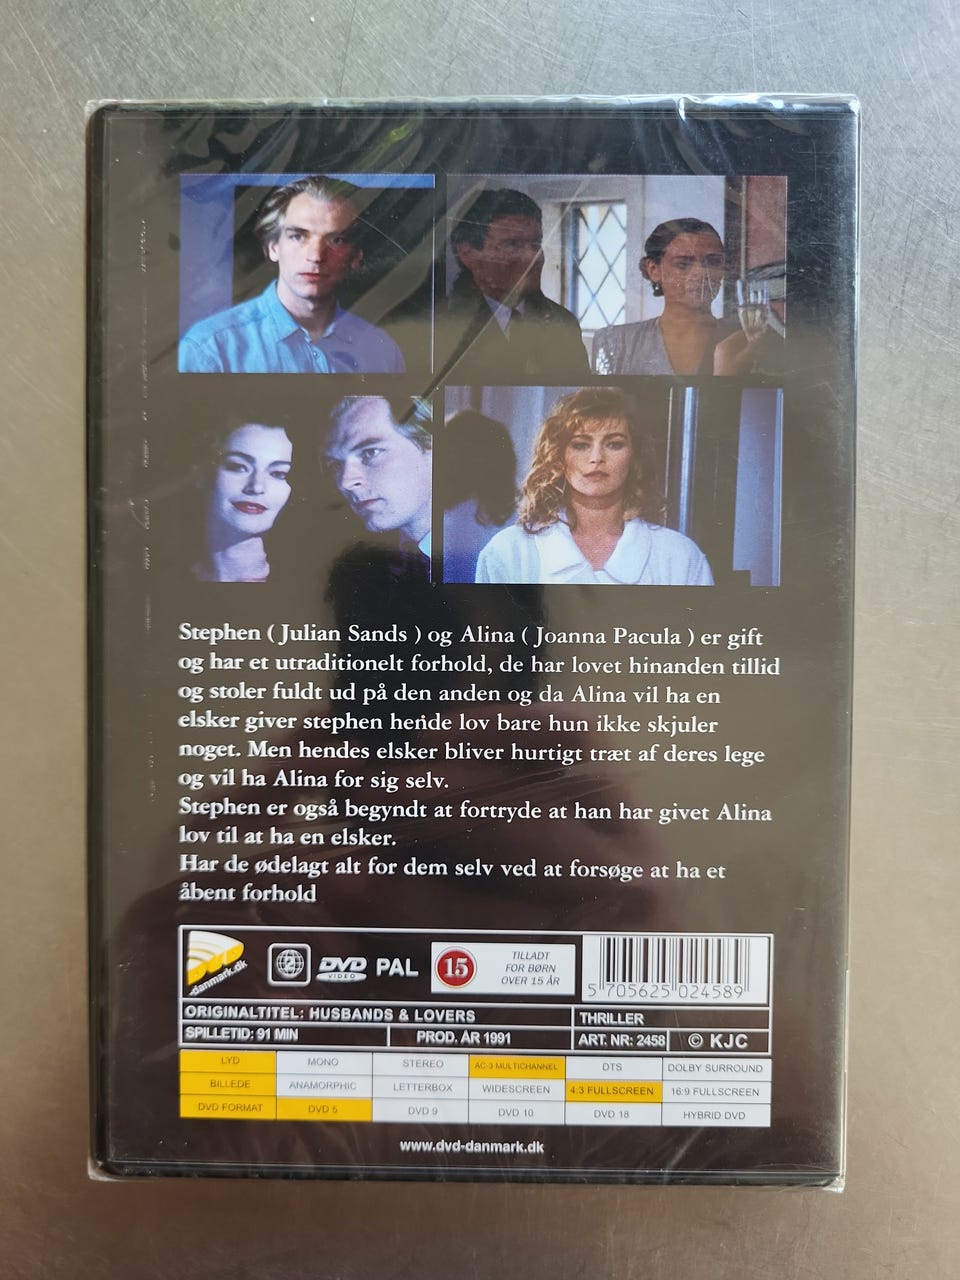 Stephen ( Julian Sands ) og Alina ( Joanna Pacula ) er gift
og har et utraditionelt forhold, de har lovet hinanden tillid
og stoler fuldt ud på den anden og da Alina vil ha en
elsker giver stephen hende lov bare hun ikke skjuler
noget. Men hendes elsker bliver hurtigt træt af deres lege
og vil ha Alina for sig selv.
Stephen er også begyndt at fortryde at han har givet Alina
lov til at ha en elsker.
Har de ødelagt alt for dem selv ved at forsøge at ha et
åbent forhold
DVD
-danmark.dk
2
DVD
VIDEO
PAL
15
TILLADT
FOR BØRN
OVER 15 ÅR
5 705625 024589
ORIGINALTITEL: HUSBANDS & LOVERS
THRILLER
SPILLETID: 91 MIN
PROD. ÅR 1991
ART. NR: 2458
© KJC
LYD MONO STEREO AC-3 MULTICHANNEL DTS DOLBY SURROUND
BILLEDE ANAMORPHIC LETTERBOX WIDESCREEN 4:3 FULLSCREEN 16:9 FULLSCREEN
DVD FORMAT DVD 5 DVD 9 DVD 10 DVD 18 HYBRID DVD
www.dvd-danmark.dk